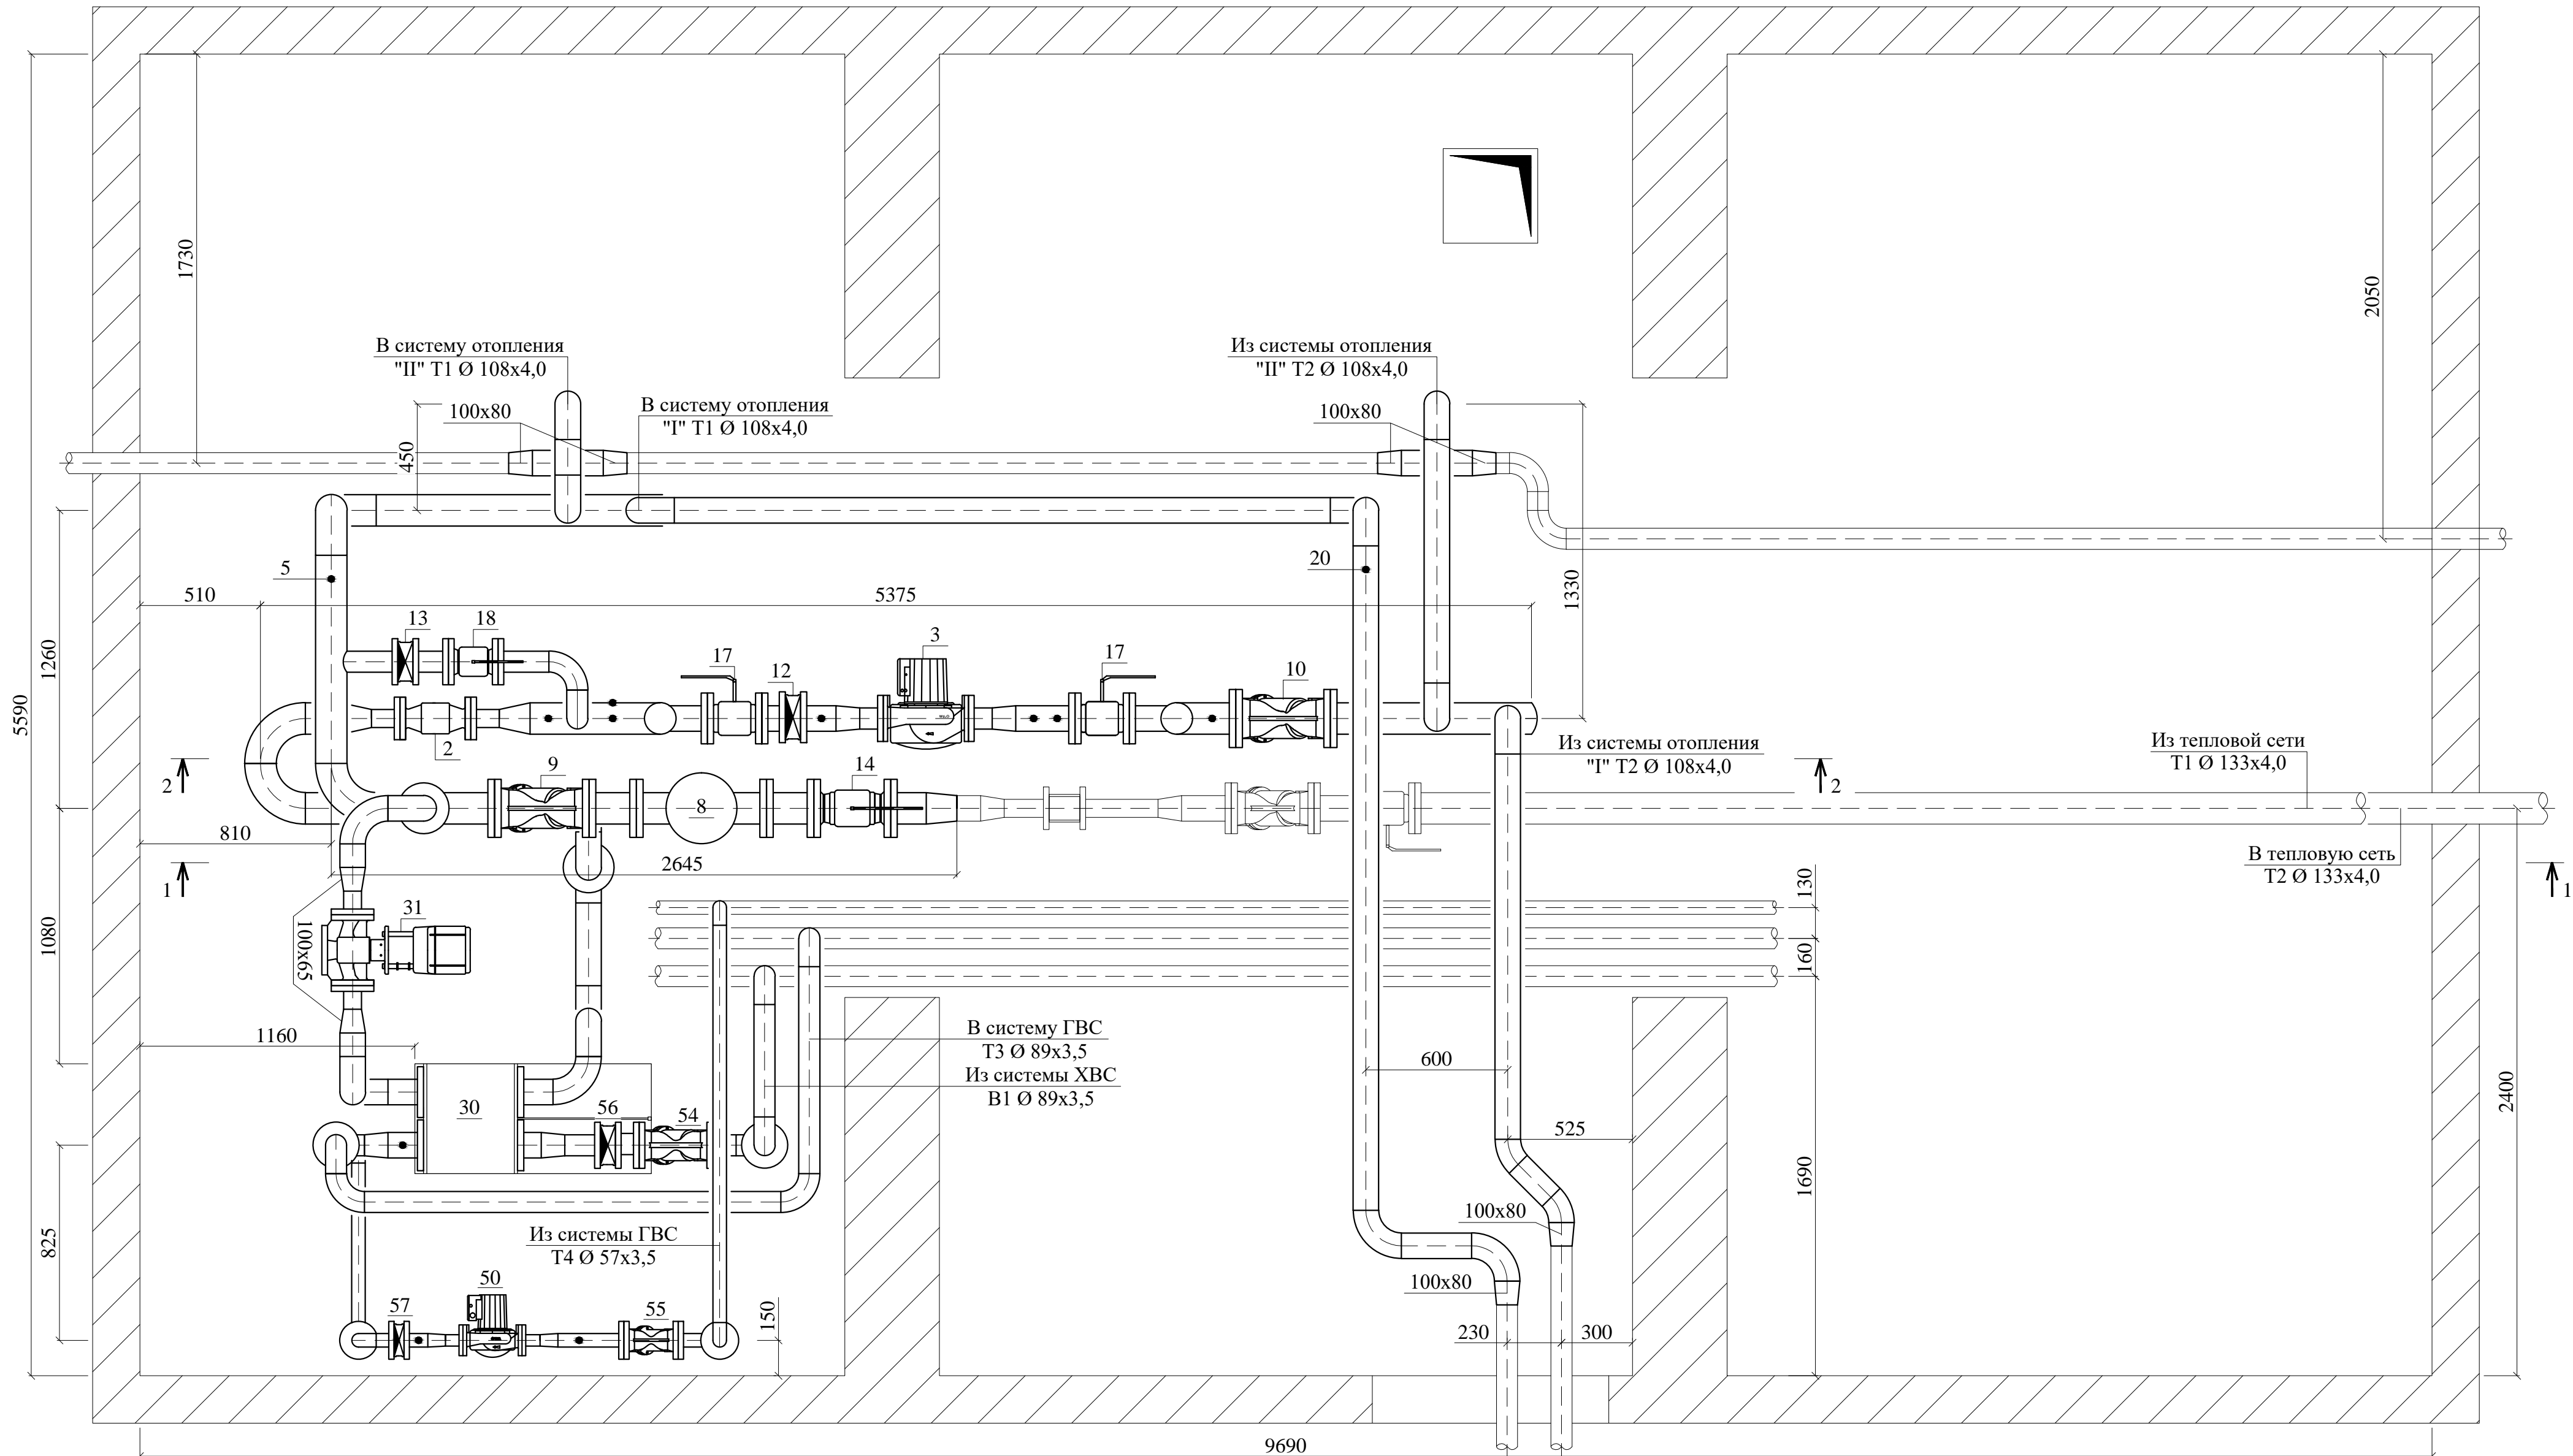 1730
2050
В систему отопления
"II" Т1 Ø 108х4,0
Из системы отопления
"II" Т2 Ø 108х4,0
100х80
В систему отопления
"I" Т1 Ø 108х4,0
100х80
450
5
20
510
5375
1330
1260
13
18
3
17
12
17
10
5590
2
Из системы отопления
"I" Т2 Ø 108х4,0
Из тепловой сети
Т1 Ø 133х4,0
2
9
14
2
8
810
2645
В тепловую сеть
Т2 Ø 133х4,0
1
1
130
31
100х65
1080
160
1160
В систему ГВС
Т3 Ø 89х3,5
Из системы ХВС
В1 Ø 89х3,5
600
30
56
54
525
2400
1690
100х80
825
Из системы ГВС
Т4 Ø 57х3,5
50
100х80
57
55
150
230
300
9690